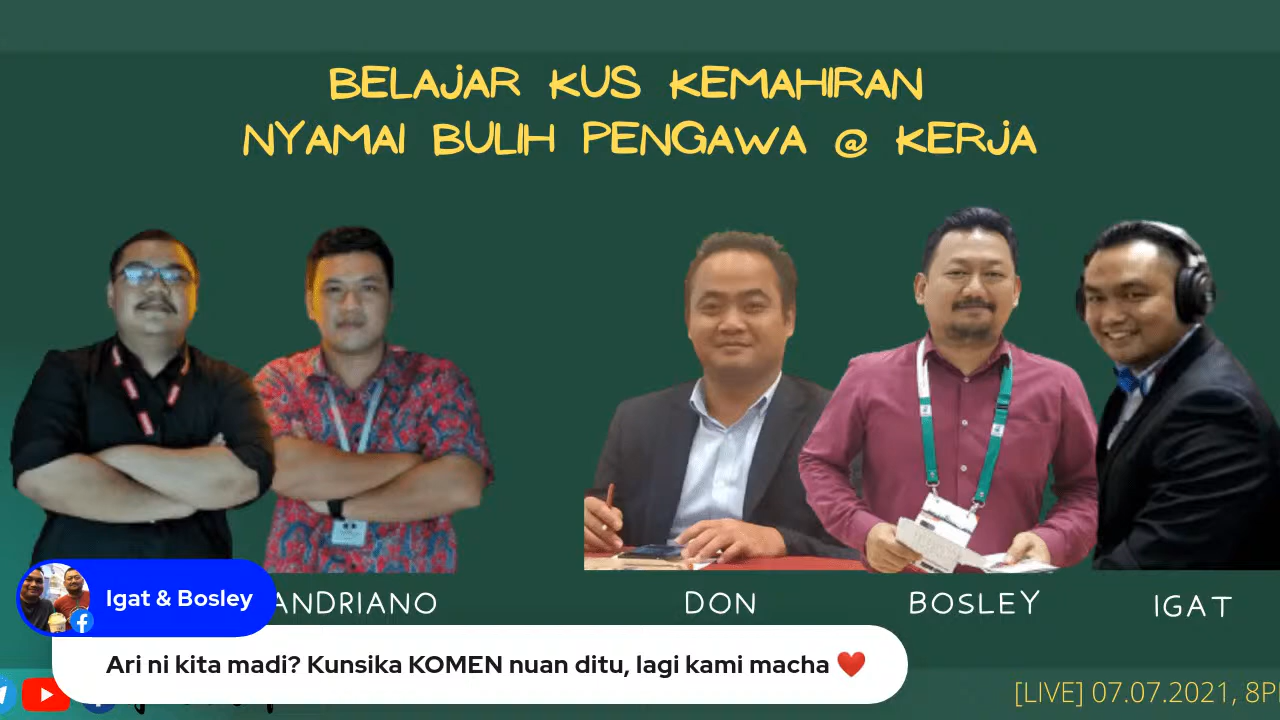 BELAJAR KUS KEMAHIRAN
NYAMAI BULIH PENGAWA @ KERJA
ANDRIANO
DON
BOSLEY
IGAT
Igat & Bosley
Ari ni kita madi? Kunsika KOMEN nuan ditu, lagi kami macha ❤️
[LIVE] 07.07.2021, 8P